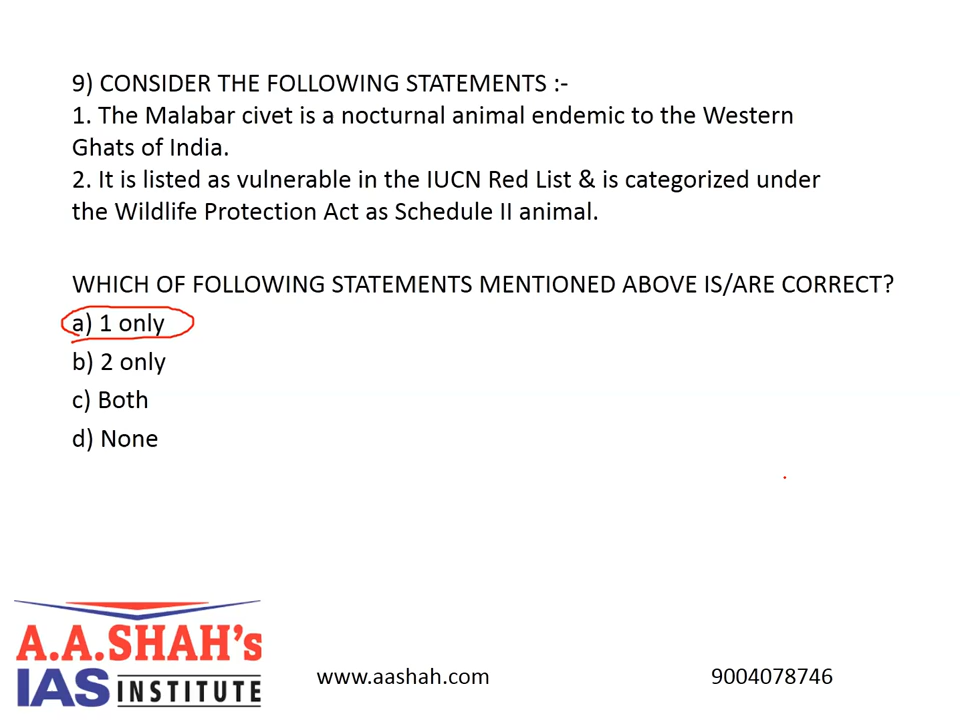 9) CONSIDER THE FOLLOWING STATEMENTS :-
1. The Malabar civet is a nocturnal animal endemic to the Western
Ghats of India.
2. It is listed as vulnerable in the IUCN Red List & is categorized under
the Wildlife Protection Act as Schedule II animal.
WHICH OF FOLLOWING STATEMENTS MENTIONED ABOVE IS/ARE CORRECT?
a) 1 only
b) 2 only
c) Both
d) None
A.A.SHAH's
IAS INSTITUTE
www.aashah.com
9004078746